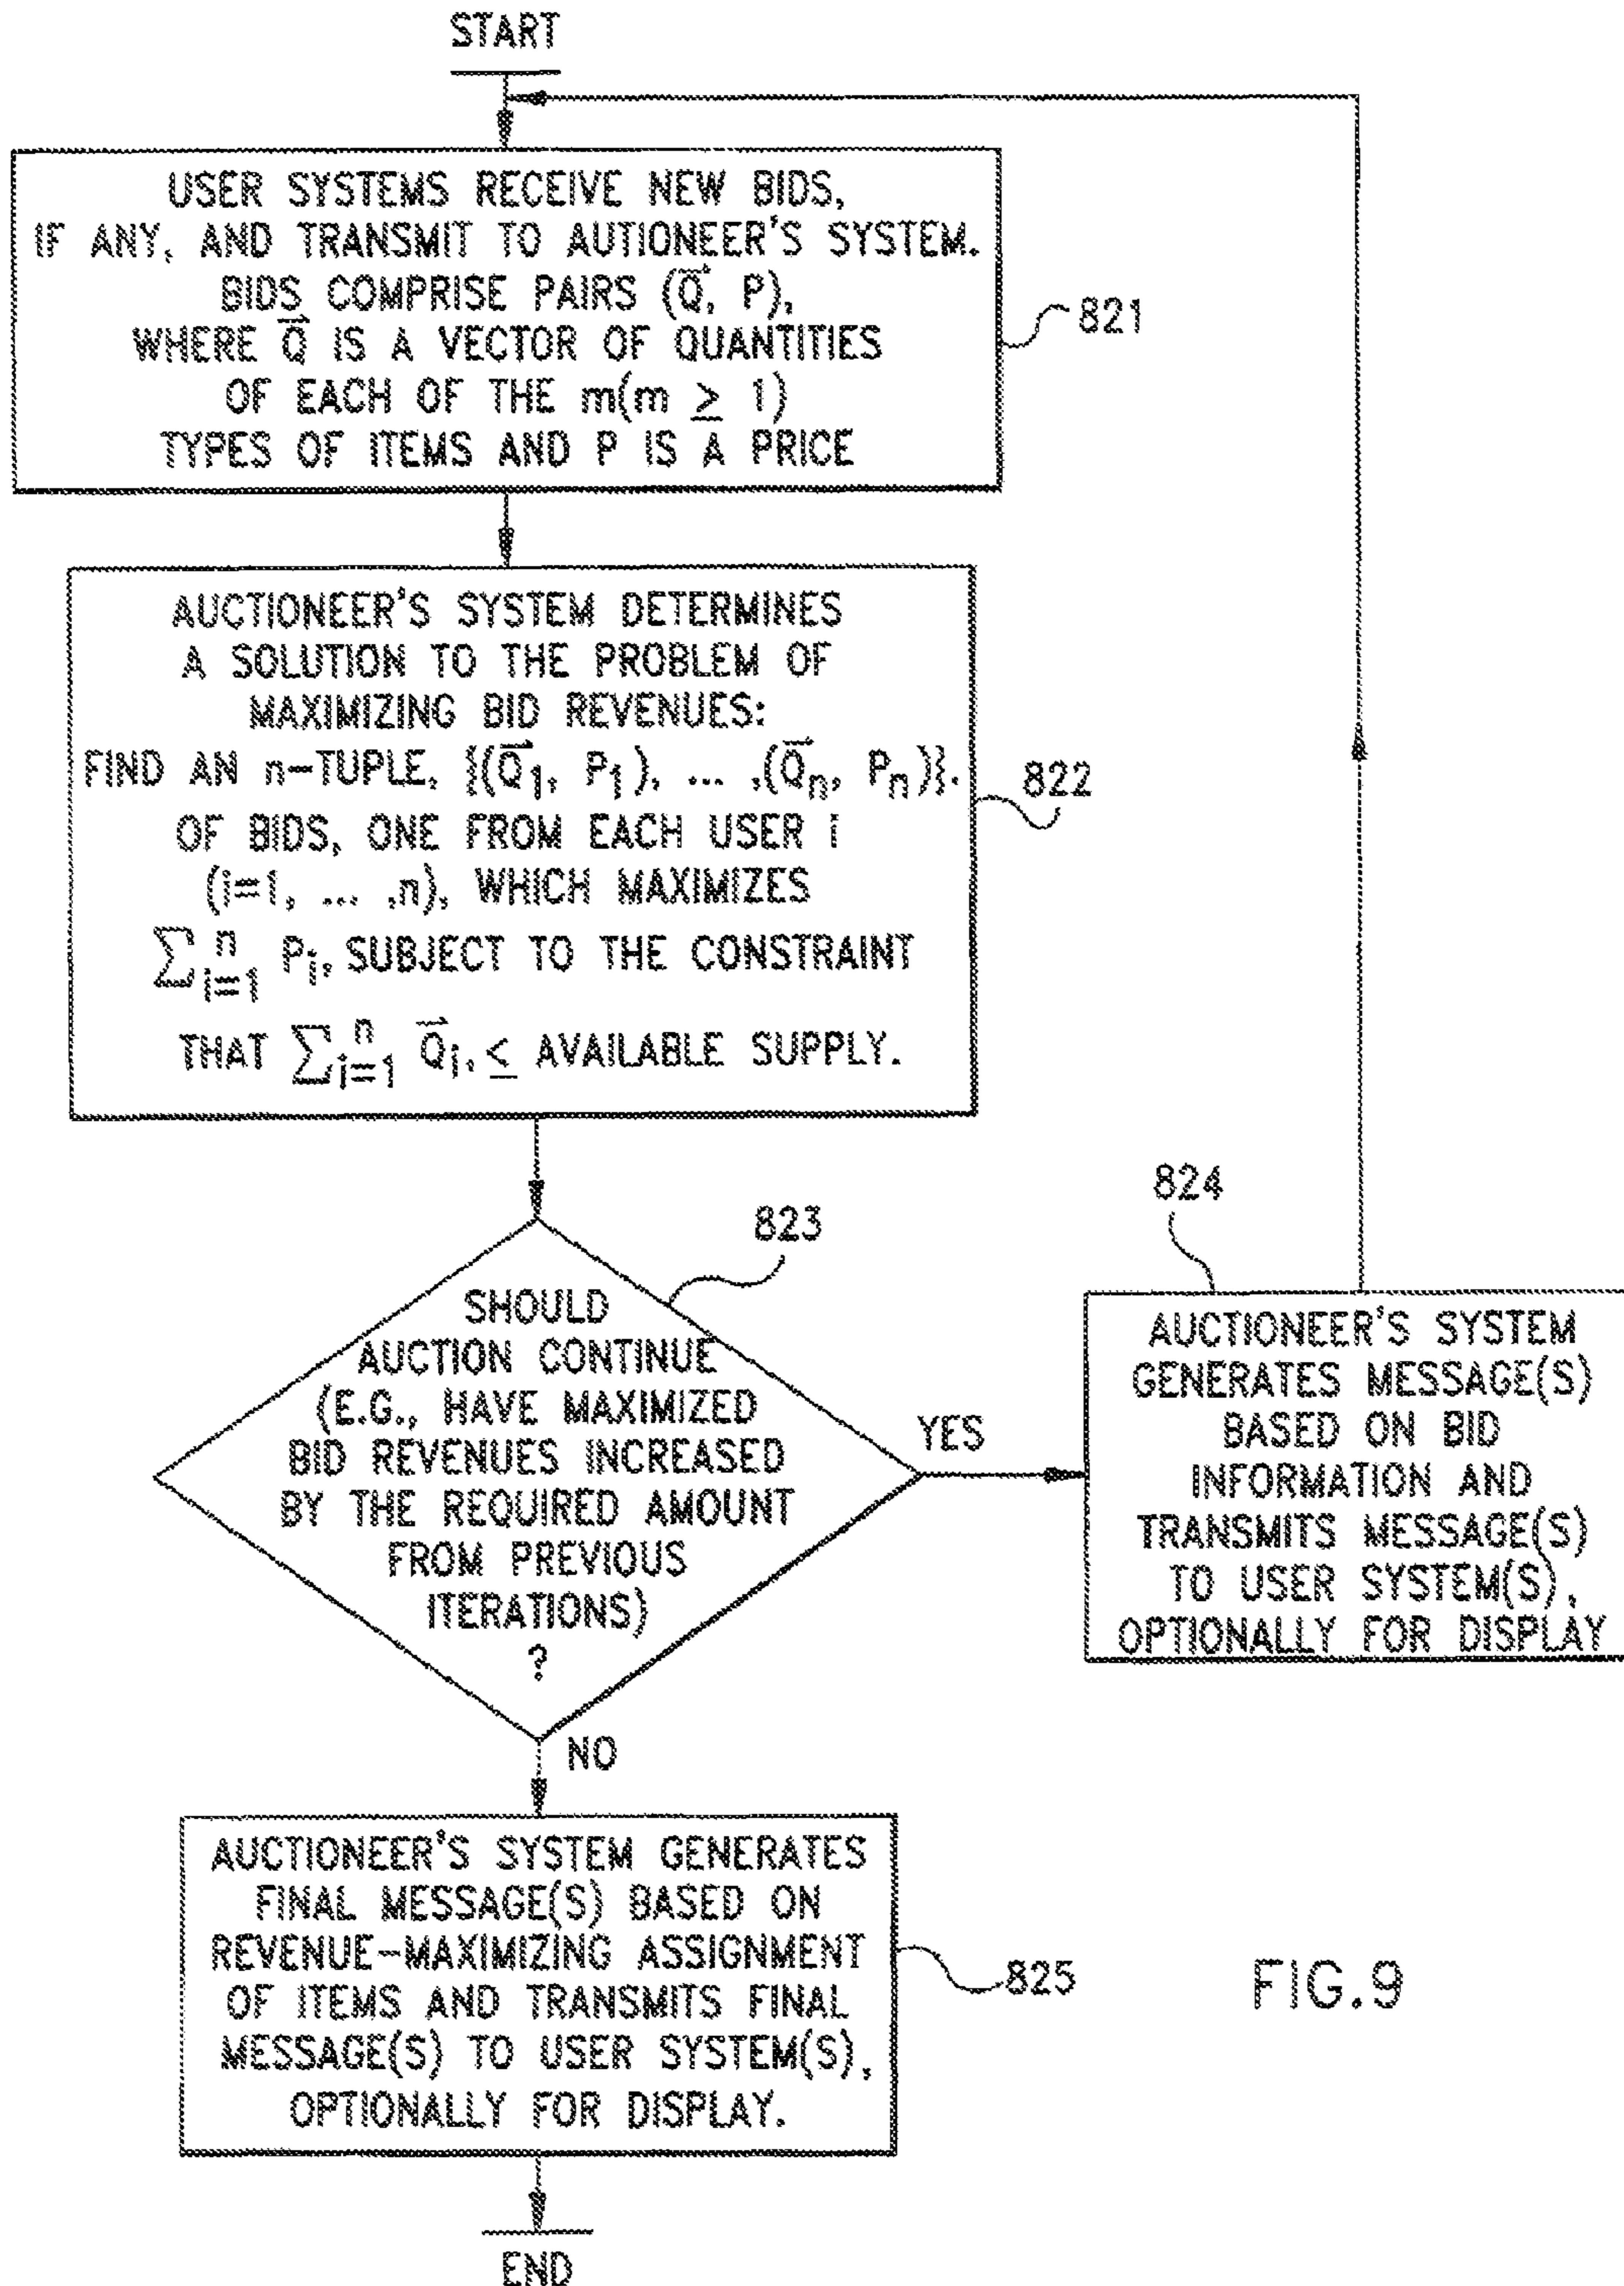 START
USER SYSTEMS RECEIVE NEW BIDS,
IF ANY, AND TRANSMIT TO AUTIONEER'S SYSTEM.
BIDS COMPRISE PAIRS (Q⃗, P),
WHERE Q⃗ IS A VECTOR OF QUANTITIES
OF EACH OF THE m(m ≥ 1)
TYPES OF ITEMS AND P IS A PRICE
821
AUCTIONEER'S SYSTEM DETERMINES
A SOLUTION TO THE PROBLEM OF
MAXIMIZING BID REVENUES:
FIND AN n-TUPLE, {(Q⃗₁, P₁), ... ,(Q⃗ₙ, Pₙ)}.
OF BIDS, ONE FROM EACH USER i
(i=1, ... ,n), WHICH MAXIMIZES
∑ⁿᵢ₌₁ Pᵢ, SUBJECT TO THE CONSTRAINT
THAT ∑ⁿᵢ₌₁ Q⃗ᵢ, ≤ AVAILABLE SUPPLY.
822
823
SHOULD
AUCTION CONTINUE
(E.G., HAVE MAXIMIZED
BID REVENUES INCREASED
BY THE REQUIRED AMOUNT
FROM PREVIOUS
ITERATIONS)
?
YES
NO
824
AUCTIONEER'S SYSTEM
GENERATES MESSAGE(S)
BASED ON BID
INFORMATION AND
TRANSMITS MESSAGE(S)
TO USER SYSTEM(S),
OPTIONALLY FOR DISPLAY
AUCTIONEER'S SYSTEM GENERATES
FINAL MESSAGE(S) BASED ON
REVENUE-MAXIMIZING ASSIGNMENT
OF ITEMS AND TRANSMITS FINAL
MESSAGE(S) TO USER SYSTEM(S),
OPTIONALLY FOR DISPLAY.
825
END
FIG.9